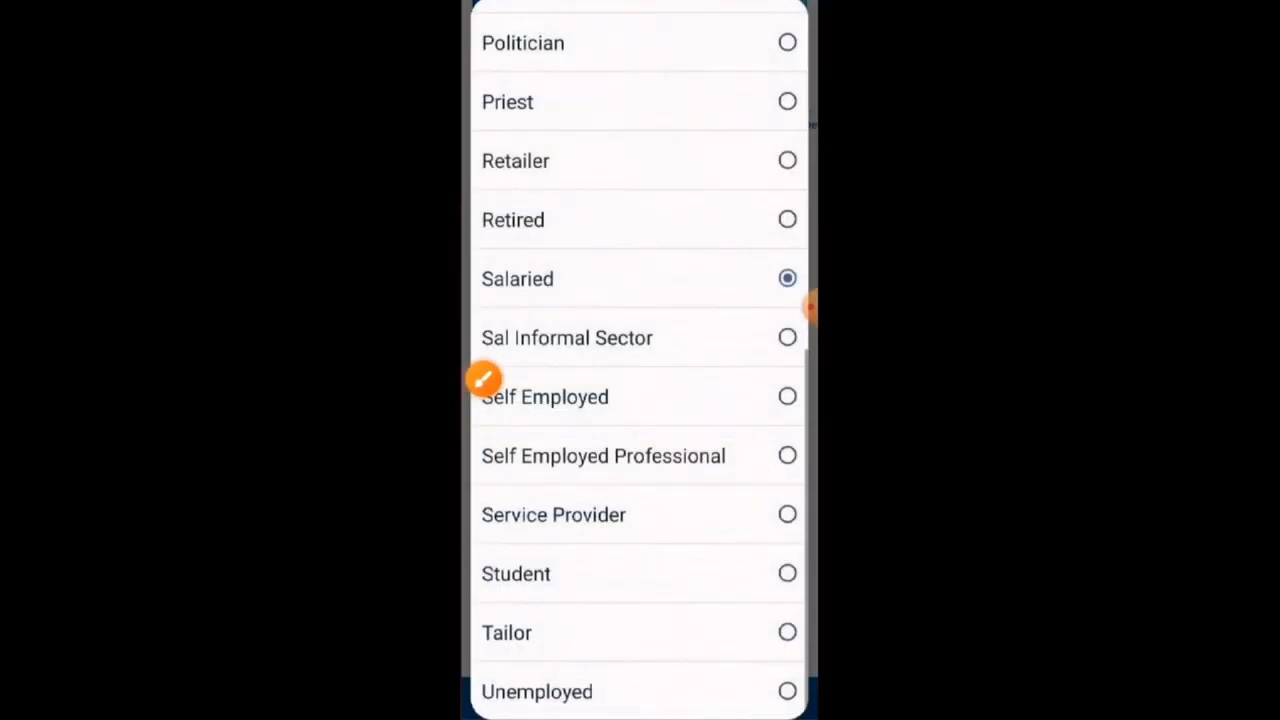 Politician
Priest
Retailer
Retired
Salaried
Sal Informal Sector
Self Employed
Self Employed Professional
Service Provider
Student
Tailor
Unemployed